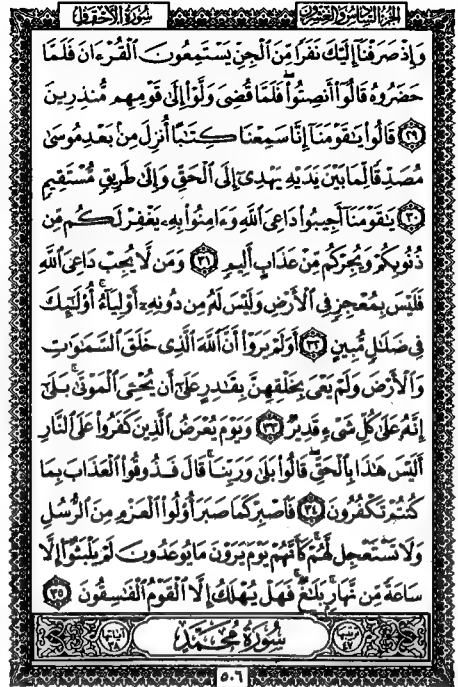 الجزء السادس والعشرون سورة الأحقاف
وَإِذْ صَرَفْنَآ إِلَيْكَ نَفَرًا مِّنَ ٱلْجِنِّ يَسْتَمِعُونَ ٱلْقُرْءَانَ فَلَمَّا
حَضَرُوهُ قَالُوٓا۟ أَنصِتُوا۟ ۖ فَلَمَّا قُضِىَ وَلَّوْا۟ إِلَىٰ قَوْمِهِم مُّنذِرِينَ
٢٩ قَالُوا۟ يَـٰقَوْمَنَآ إِنَّا سَمِعْنَا كِتَـٰبًا أُنزِلَ مِنۢ بَعْدِ مُوسَىٰ
مُصَدِّقًا لِّمَا بَيْنَ يَدَيْهِ يَهْدِىٓ إِلَى ٱلْحَقِّ وَإِلَىٰ طَرِيقٍ مُّسْتَقِيمٍ
٣٠ يَـٰقَوْمَنَآ أَجِيبُوا۟ دَاعِىَ ٱللَّهِ وَءَامِنُوا۟ بِهِۦ يَغْفِرْ لَكُم مِّن
ذُنُوبِكُمْ وَيُجِرْكُم مِّنْ عَذَابٍ أَلِيمٍ ٣١ وَمَن لَّا يُجِبْ دَاعِىَ ٱللَّهِ
فَلَيْسَ بِمُعْجِزٍ فِى ٱلْأَرْضِ وَلَيْسَ لَهُۥ مِن دُونِهِۦٓ أَوْلِيَآءُ ۚ أُو۟لَـٰٓئِكَ
فِى ضَلَـٰلٍ مُّبِينٍ ٣٢ أَوَلَمْ يَرَوْا۟ أَنَّ ٱللَّهَ ٱلَّذِى خَلَقَ ٱلسَّمَـٰوَٰتِ
وَٱلْأَرْضَ وَلَمْ يَعْىَ بِخَلْقِهِنَّ بِقَـٰدِرٍ عَلَىٰٓ أَن يُحْـِۧىَ ٱلْمَوْتَىٰ ۚ بَلَىٰٓ
إِنَّهُۥ عَلَىٰ كُلِّ شَىْءٍ قَدِيرٌ ٣٣ وَيَوْمَ يُعْرَضُ ٱلَّذِينَ كَفَرُوا۟ عَلَى ٱلنَّارِ
أَلَيْسَ هَـٰذَا بِٱلْحَقِّ ۖ قَالُوا۟ بَلَىٰ وَرَبِّنَا ۚ قَالَ فَذُوقُوا۟ ٱلْعَذَابَ بِمَا
كُنتُمْ تَكْفُرُونَ ٣٤ فَٱصْبِرْ كَمَا صَبَرَ أُو۟لُوا۟ ٱلْعَزْمِ مِنَ ٱلرُّسُلِ
وَلَا تَسْتَعْجِل لَّهُمْ ۚ كَأَنَّهُمْ يَوْمَ يَرَوْنَ مَا يُوعَدُونَ لَمْ يَلْبَثُوٓا۟ إِلَّا
سَاعَةً مِّن نَّهَارٍۭ ۚ بَلَـٰغٌ ۚ فَهَلْ يُهْلَكُ إِلَّا ٱلْقَوْمُ ٱلْفَـٰسِقُونَ ٣٥
ترتيبها ٤٧ سُورَةُ مُحَمَّدٍ آياتها ٣٨
٥٠٦